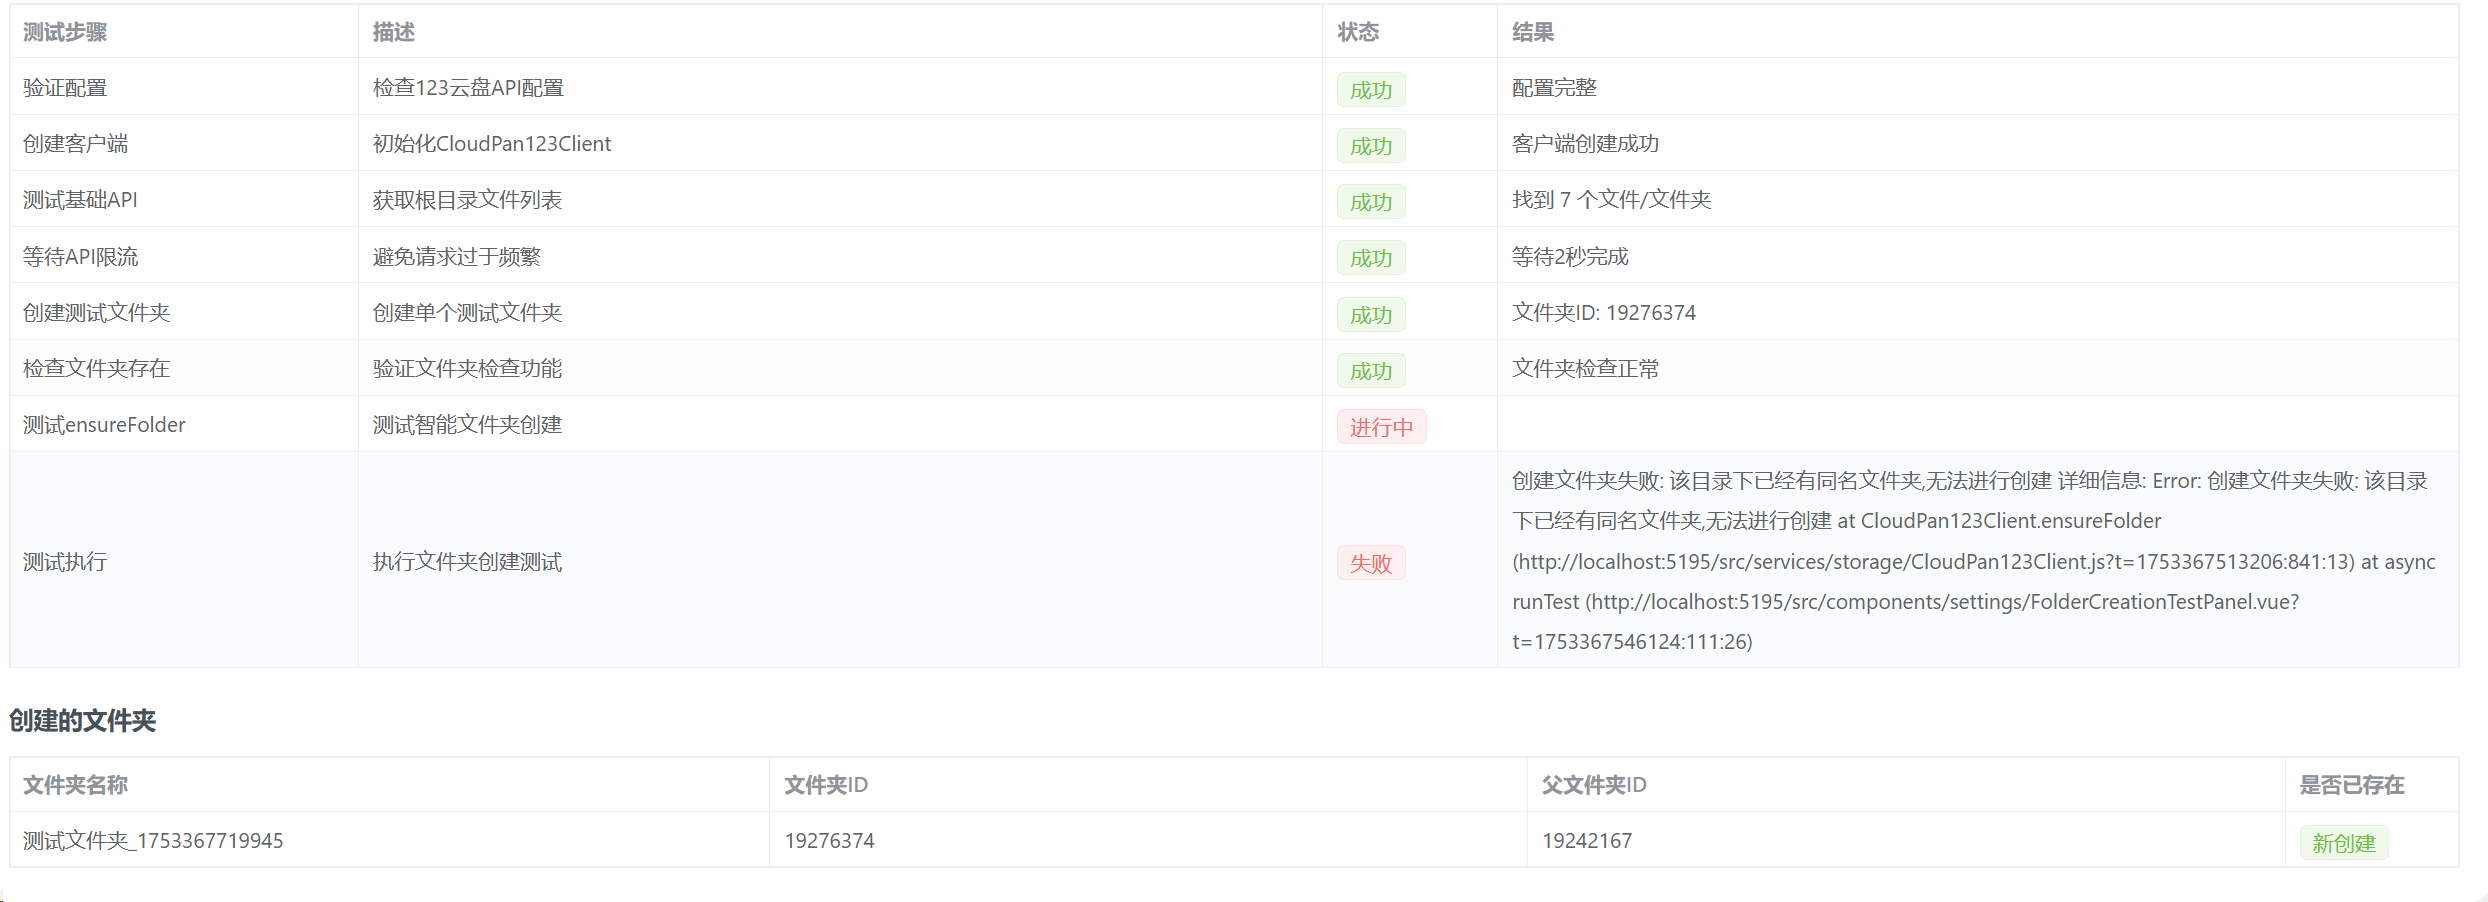 测试步骤 描述 状态 结果
验证配置 检查123云盘API配置 成功 配置完整
创建客户端 初始化CloudPan123Client 成功 客户端创建成功
测试基础API 获取根目录文件列表 成功 找到 7 个文件/文件夹
等待API限流 避免请求过于频繁 成功 等待2秒完成
创建测试文件夹 创建单个测试文件夹 成功 文件夹ID: 19276374
检查文件夹存在 验证文件夹检查功能 成功 文件夹检查正常
测试ensureFolder 测试智能文件夹创建 进行中
测试执行 执行文件夹创建测试 失败 创建文件夹失败: 该目录下已经有同名文件夹,无法进行创建 详细信息: Error: 创建文件夹失败: 该目录
下已经有同名文件夹,无法进行创建 at CloudPan123Client.ensureFolder
(http://localhost:5195/src/services/storage/CloudPan123Client.js?t=1753367513206:841:13) at async
runTest (http://localhost:5195/src/components/settings/FolderCreationTestPanel.vue?
t=1753367546124:111:26)
创建的文件夹
文件夹名称 文件夹ID 父文件夹ID 是否已存在
测试文件夹_1753367719945 19276374 19242167 新创建